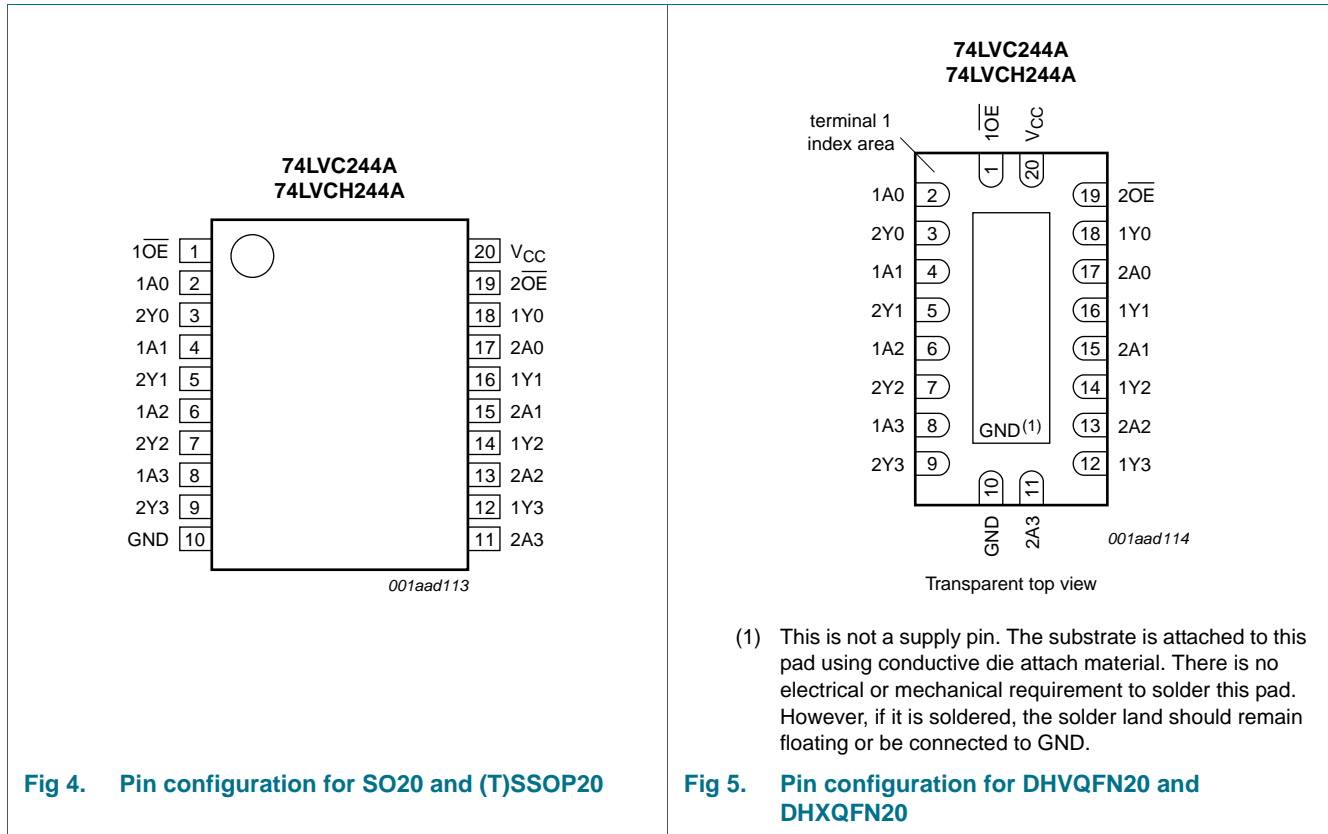 74LVC244A
74LVCH244A
1OE 1
1A0 2
2Y0 3
1A1 4
2Y1 5
1A2 6
2Y2 7
1A3 8
2Y3 9
GND 10
20 VCC
19 2OE
18 1Y0
17 2A0
16 1Y1
15 2A1
14 1Y2
13 2A2
12 1Y3
11 2A3
001aad113
Fig 4. Pin configuration for SO20 and (T)SSOP20
74LVC244A
74LVCH244A
terminal 1
index area
1OE
VCC
1
20
1A0 2
2Y0 3
1A1 4
2Y1 5
1A2 6
2Y2 7
1A3 8
2Y3 9
19 2OE
18 1Y0
17 2A0
16 1Y1
15 2A1
14 1Y2
13 2A2
12 1Y3
GND(1)
10
11
GND
2A3
001aad114
Transparent top view
(1) This is not a supply pin. The substrate is attached to this
pad using conductive die attach material. There is no
electrical or mechanical requirement to solder this pad.
However, if it is soldered, the solder land should remain
floating or be connected to GND.
Fig 5. Pin configuration for DHVQFN20 and
DHXQFN20